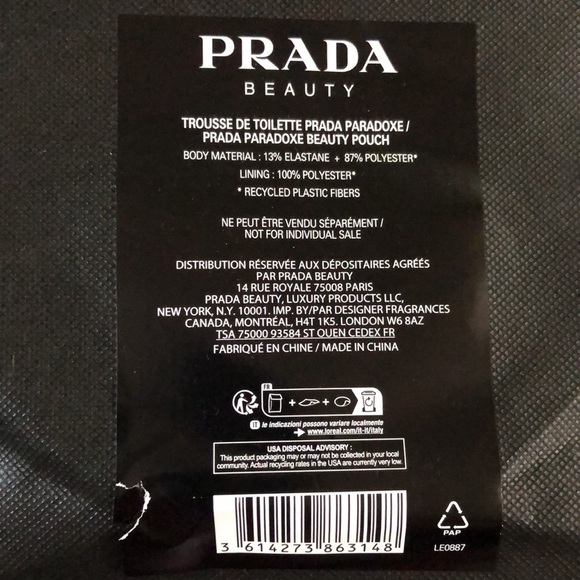 PRADA
BEAUTY
TROUSSE DE TOILETTE PRADA PARADOXE /
PRADA PARADOXE BEAUTY POUCH
BODY MATERIAL : 13% ELASTANE + 87% POLYESTER*
LINING : 100% POLYESTER*
* RECYCLED PLASTIC FIBERS
NE PEUT ÊTRE VENDU SÉPARÉMENT /
NOT FOR INDIVIDUAL SALE
DISTRIBUTION RÉSERVÉE AUX DÉPOSITAIRES AGRÉÉS
PAR PRADA BEAUTY
14 RUE ROYALE 75008 PARIS
PRADA BEAUTY, LUXURY PRODUCTS LLC,
NEW YORK, N.Y. 10001. IMP. BY/PAR DESIGNER FRAGRANCES
CANADA, MONTRÉAL, H4T 1K5. LONDON W6 8AZ
TSA 75000 93584 ST OUEN CEDEX FR
FABRIQUÉ EN CHINE / MADE IN CHINA
FR
+ +
IT le indicazioni possono variare localmente
www.loreal.com/it-it/italy
USA DISPOSAL ADVISORY :
This product packaging may or may not be collected in your local
community. Actual recycling rates in the USA are currently very low.
3 614273 863148
PAP
LE0887